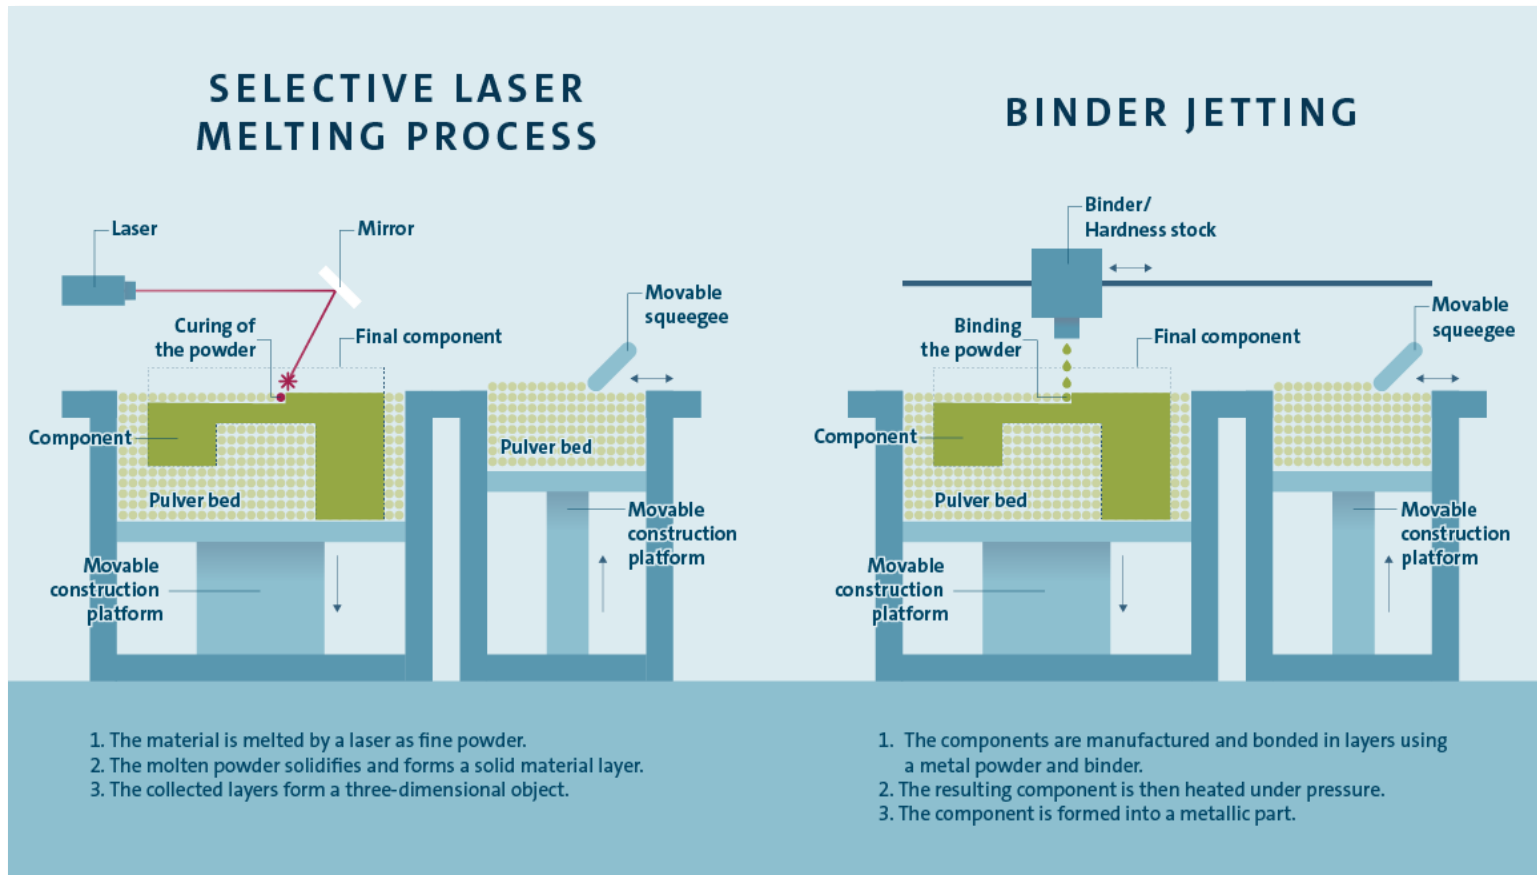 SELECTIVE LASER
MELTING PROCESS
Laser
Mirror
Curing of
the powder
Final component
Movable
squeegee
Component
Pulver bed
Pulver bed
Movable
construction
platform
Movable
construction
platform
1. The material is melted by a laser as fine powder.
2. The molten powder solidifies and forms a solid material layer.
3. The collected layers form a three-dimensional object.
BINDER JETTING
Binder/
Hardness stock
Binding
the powder
Final component
Movable
squeegee
Component
Pulver bed
Movable
construction
platform
Movable
construction
platform
1. The components are manufactured and bonded in layers using
a metal powder and binder.
2. The resulting component is then heated under pressure.
3. The component is formed into a metallic part.